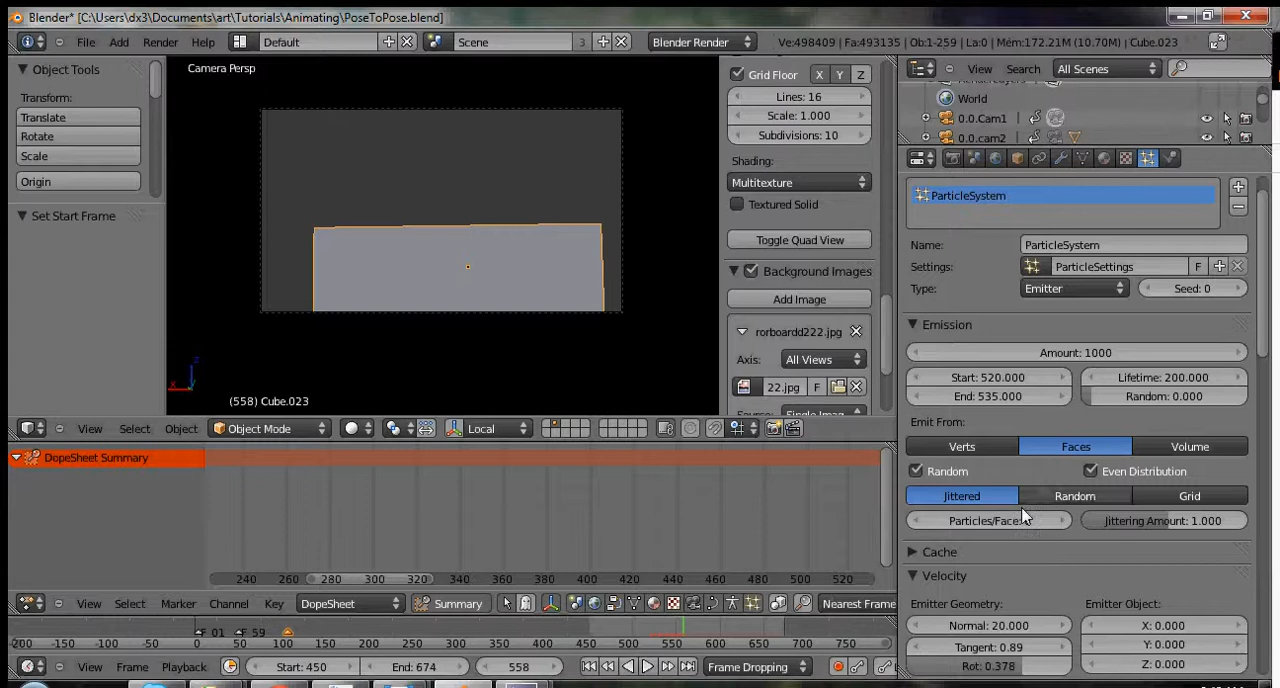 Blender* [C:\Users\dx3\Documents\art\Tutorials\Animating\PoseToPose.blend]
File Add Render Help Default Scene 3 Blender Render Ve:498409 | Fa:493135 | Ob:1-259 | La:0 | Mem:172.21M (10.70M) | Cube.023
Object Tools
Transform:
Translate
Rotate
Scale
Origin
Set Start Frame
Camera Persp
(558) Cube.023
Grid Floor X Y Z
Lines: 16
Scale: 1.000
Subdivisions: 10
Shading:
Multitexture
Textured Solid
Toggle Quad View
Background Images
Add Image
rorboardd222.jpg
Axis: All Views
22.jpg F
View Search All Scenes
World
0.0.Cam1
0.0.cam2
ParticleSystem
Name: ParticleSystem
Settings: ParticleSettings F
Type: Emitter Seed: 0
Emission
Amount: 1000
Start: 520.000 Lifetime: 200.000
End: 535.000 Random: 0.000
Emit From:
Verts Faces Volume
Random Even Distribution
Jittered Random Grid
Particles/Face: Jittering Amount: 1.000
Cache
Velocity
Emitter Geometry: Emitter Object:
Normal: 20.000 X: 0.000
Tangent: 0.89 Y: 0.000
Rot: 0.378 Z: 0.000
View Select Object Object Mode Local
DopeSheet Summary
240 260 280 300 320 340 360 380 400 420 440 460 480 500 520
View Select Marker Channel Key DopeSheet Summary Nearest Frame
F_01 F_59
-150 -100 -50 0 50 100 150 200 250 300 350 400 450 500 550 600 650 700 750 800
View Frame Playback Start: 450 End: 674 558 Frame Dropping